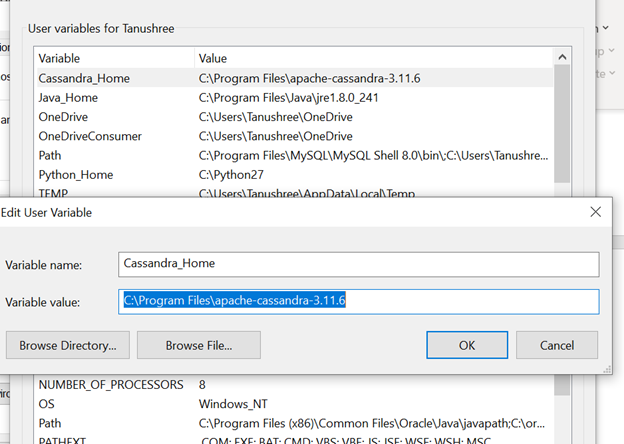 User variables for Tanushree
Variable Value
Cassandra_Home C:\Program Files\apache-cassandra-3.11.6
Java_Home C:\Program Files\Java\jre1.8.0_241
OneDrive C:\Users\Tanushree\OneDrive
OneDriveConsumer C:\Users\Tanushree\OneDrive
Path C:\Program Files\MySQL\MySQL Shell 8.0\bin\;C:\Users\Tanushre...
Python_Home C:\Python27
TEMP C:\Users\Tanushree\AppData\Local\Temp
Edit User Variable
Variable name: Cassandra_Home
Variable value: C:\Program Files\apache-cassandra-3.11.6
Browse Directory... Browse File... OK Cancel
NUMBER_OF_PROCESSORS 8
OS Windows_NT
Path C:\Program Files (x86)\Common Files\Oracle\Java\javapath;C:\or...
PATHEXT .COM;.EXE;.BAT;.CMD;.VBS;.VBE;.JS;.JSE;.WSF;.WSH;.MSC